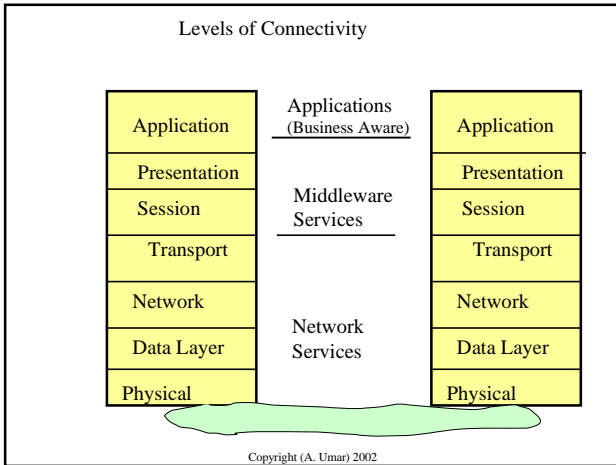 Levels of Connectivity
Application
Presentation
Session
Transport
Network
Data Layer
Physical
Applications
(Business Aware)
Middleware
Services
Network
Services
Application
Presentation
Session
Transport
Network
Data Layer
Physical
Copyright (A. Umar) 2002